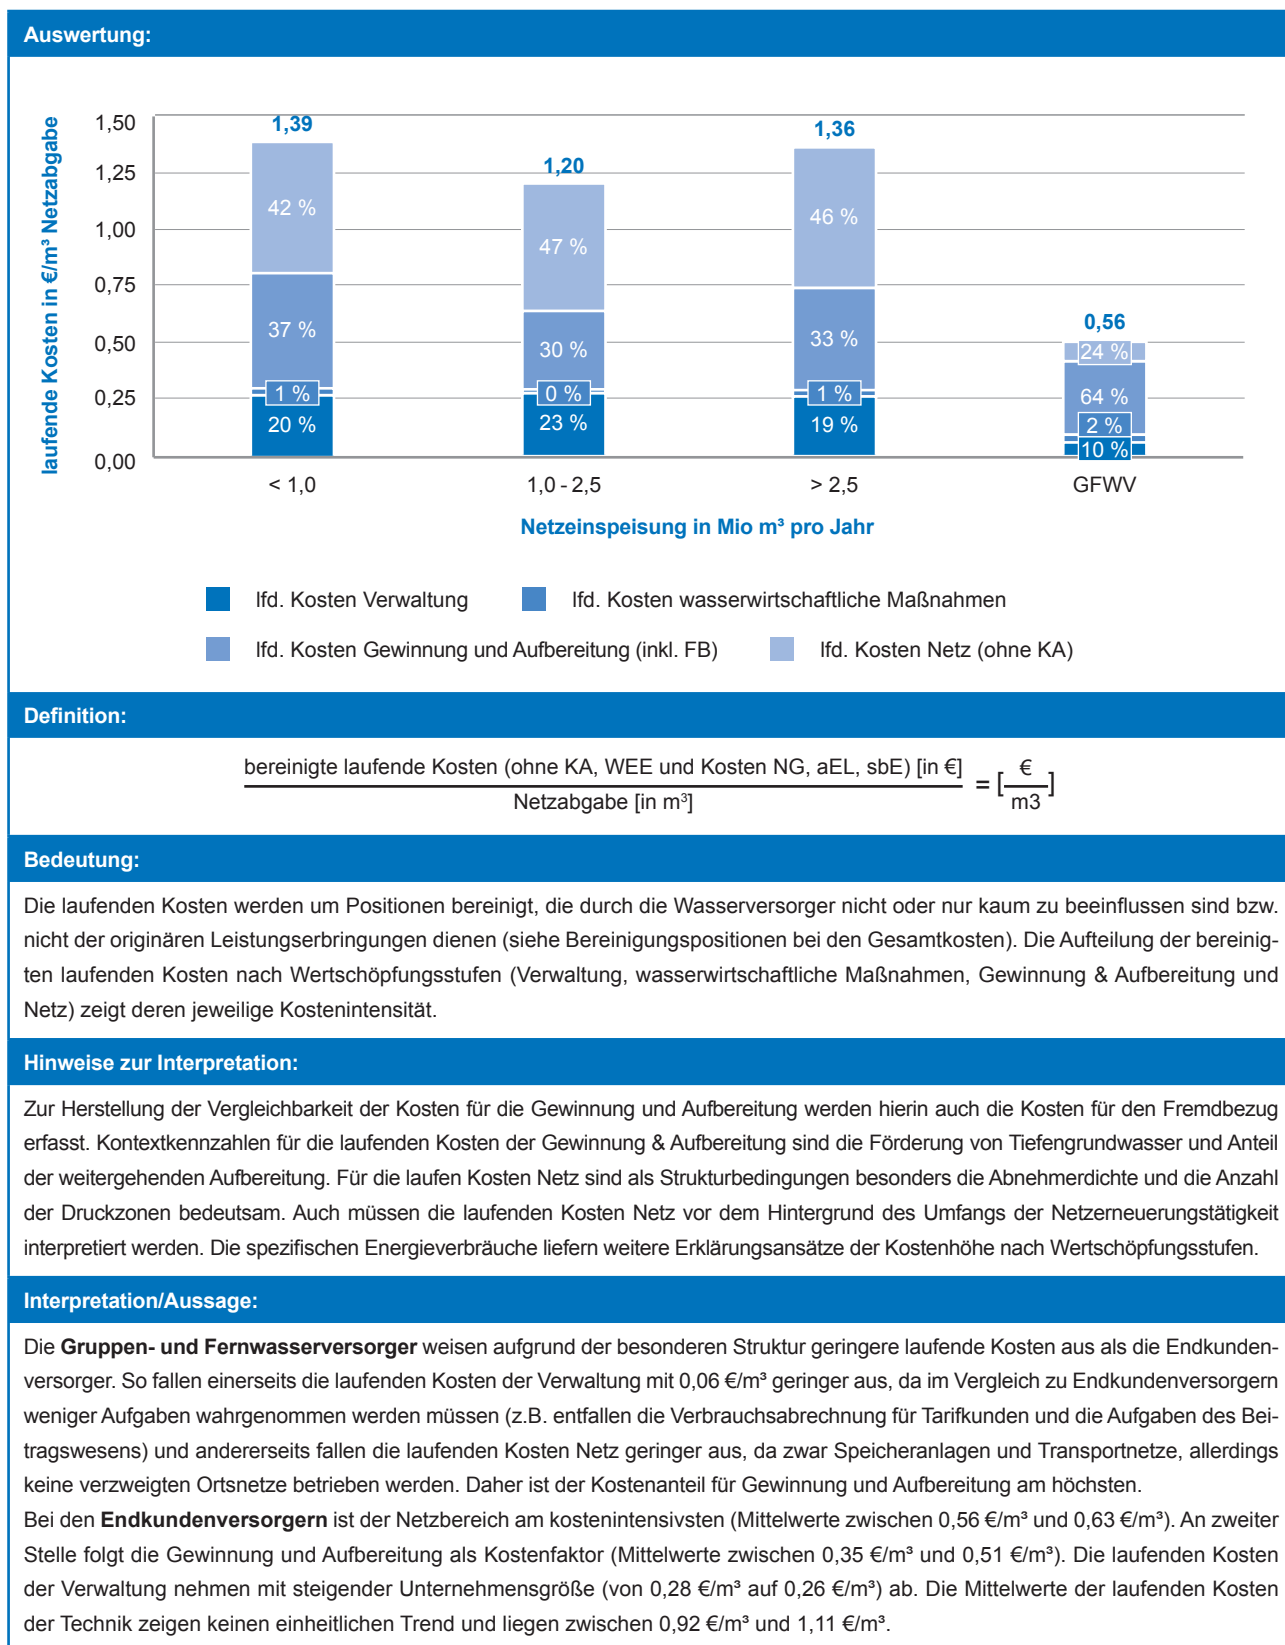 Auswertung:
laufende Kosten in €/m³ Netzabgabe
1,50
1,25
1,00
0,75
0,50
0,25
0,00
1,39
42 %
37 %
1 %
20 %
1,20
47 %
30 %
0 %
23 %
1,36
46 %
33 %
1 %
19 %
0,56
24 %
64 %
2 %
10 %
< 1,0
1,0 - 2,5
> 2,5
GFWV
Netzeinspeisung in Mio m³ pro Jahr
lfd. Kosten Verwaltung
lfd. Kosten wasserwirtschaftliche Maßnahmen
lfd. Kosten Gewinnung und Aufbereitung (inkl. FB)
lfd. Kosten Netz (ohne KA)
Definition:
bereinigte laufende Kosten (ohne KA, WEE und Kosten NG, aEL, sbE) [in €]
Netzabgabe [in m³]
= [€
m3]
Bedeutung:
Die laufenden Kosten werden um Positionen bereinigt, die durch die Wasserversorger nicht oder nur kaum zu beeinflussen sind bzw.
nicht der originären Leistungserbringungen dienen (siehe Bereinigungspositionen bei den Gesamtkosten). Die Aufteilung der bereinig-
ten laufenden Kosten nach Wertschöpfungsstufen (Verwaltung, wasserwirtschaftliche Maßnahmen, Gewinnung & Aufbereitung und
Netz) zeigt deren jeweilige Kostenintensität.
Hinweise zur Interpretation:
Zur Herstellung der Vergleichbarkeit der Kosten für die Gewinnung und Aufbereitung werden hierin auch die Kosten für den Fremdbezug
erfasst. Kontextkennzahlen für die laufenden Kosten der Gewinnung & Aufbereitung sind die Förderung von Tiefengrundwasser und Anteil
der weitergehenden Aufbereitung. Für die laufen Kosten Netz sind als Strukturbedingungen besonders die Abnehmerdichte und die Anzahl
der Druckzonen bedeutsam. Auch müssen die laufenden Kosten Netz vor dem Hintergrund des Umfangs der Netzerneuerungstätigkeit
interpretiert werden. Die spezifischen Energieverbräuche liefern weitere Erklärungsansätze der Kostenhöhe nach Wertschöpfungsstufen.
Interpretation/Aussage:
Die Gruppen- und Fernwasserversorger weisen aufgrund der besonderen Struktur geringere laufende Kosten aus als die Endkunden-
versorger. So fallen einerseits die laufenden Kosten der Verwaltung mit 0,06 €/m³ geringer aus, da im Vergleich zu Endkundenversorgern
weniger Aufgaben wahrgenommen werden müssen (z.B. entfallen die Verbrauchsabrechnung für Tarifkunden und die Aufgaben des Bei-
tragswesens) und andererseits fallen die laufenden Kosten Netz geringer aus, da zwar Speicheranlagen und Transportnetze, allerdings
keine verzweigten Ortsnetze betrieben werden. Daher ist der Kostenanteil für Gewinnung und Aufbereitung am höchsten.
Bei den Endkundenversorgern ist der Netzbereich am kostenintensivsten (Mittelwerte zwischen 0,56 €/m³ und 0,63 €/m³). An zweiter
Stelle folgt die Gewinnung und Aufbereitung als Kostenfaktor (Mittelwerte zwischen 0,35 €/m³ und 0,51 €/m³). Die laufenden Kosten
der Verwaltung nehmen mit steigender Unternehmensgröße (von 0,28 €/m³ auf 0,26 €/m³) ab. Die Mittelwerte der laufenden Kosten
der Technik zeigen keinen einheitlichen Trend und liegen zwischen 0,92 €/m³ und 1,11 €/m³.